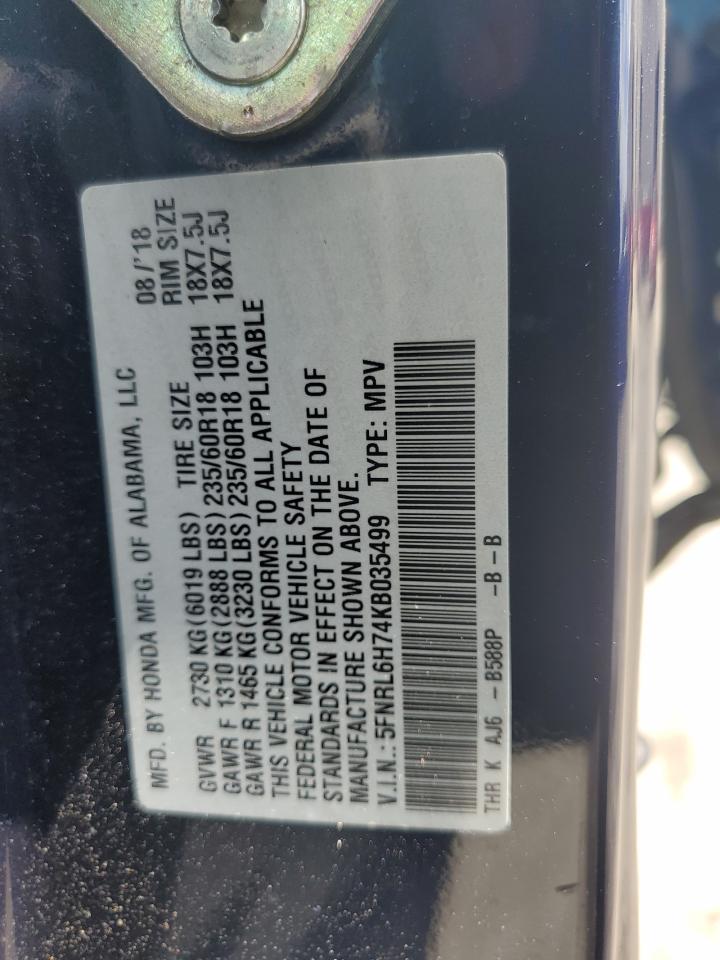 MFD. BY HONDA MFG. OF ALABAMA, LLC 08/'18
GVWR 2730 KG(6019 LBS) TIRE SIZE RIM SIZE
GAWR F 1310 KG(2888 LBS)235/60R18 103H 18X7.5J
GAWR R 1465 KG(3230 LBS)235/60R18 103H 18X7.5J
THIS VEHICLE CONFORMS TO ALL APPLICABLE
FEDERAL MOTOR VEHICLE SAFETY
STANDARDS IN EFFECT ON THE DATE OF
MANUFACTURE SHOWN ABOVE.
V.I.N.:5FNRL6H74KB035499 TYPE: MPV
THR K AJ6 -B588P -B-B